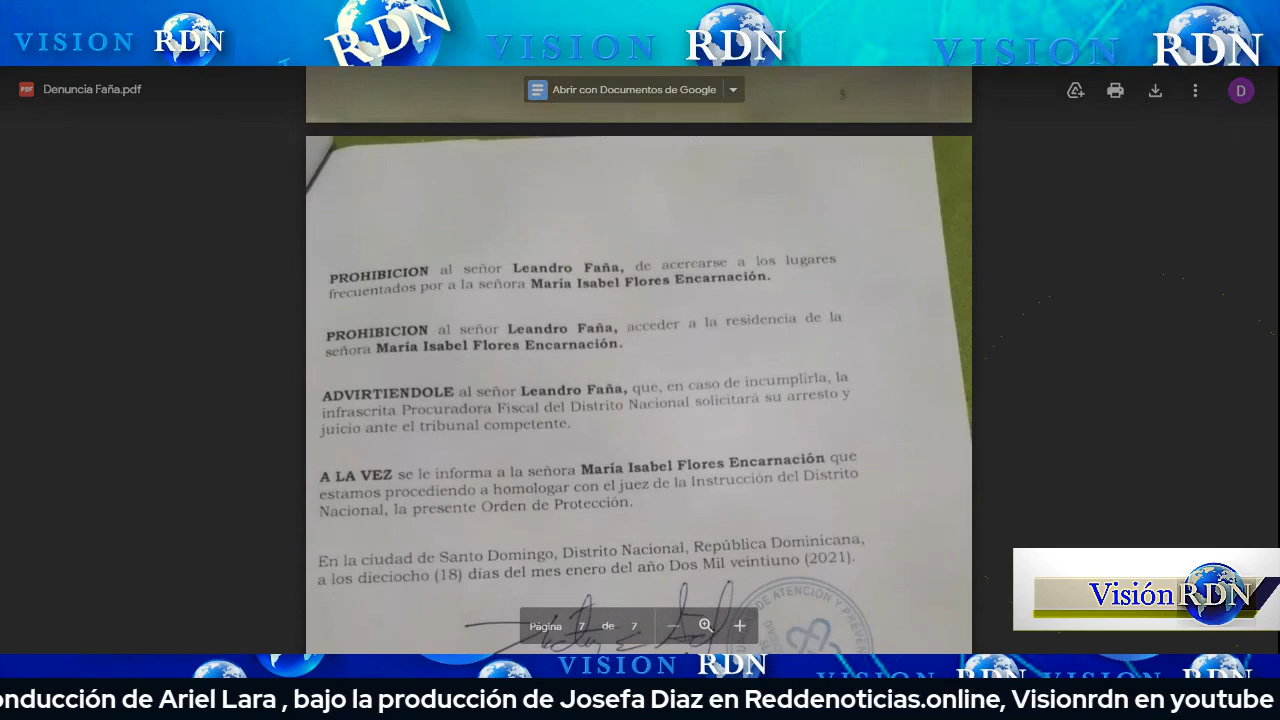 VISION RDN
RDN
VISION RDN
VISION RDN
Denuncia Faña.pdf
Abrir con Documentos de Google
D
5
PROHIBICION al señor Leandro Faña, de acercarse a los lugares
frecuentados por a la señora María Isabel Flores Encarnación.
PROHIBICION al señor Leandro Faña, acceder a la residencia de la
señora María Isabel Flores Encarnación.
ADVIRTIENDOLE al señor Leandro Faña, que, en caso de incumplirla, la
infrascrita Procuradora Fiscal del Distrito Nacional solicitará su arresto y
juicio ante el tribunal competente.
A LA VEZ se le informa a la señora María Isabel Flores Encarnación que
estamos procediendo a homologar con el juez de la Instrucción del Distrito
Nacional, la presente Orden de Protección.
En la ciudad de Santo Domingo, Distrito Nacional, República Dominicana,
a los dieciocho (18) días del mes enero del año Dos Mil veintiuno (2021).
DE ATENCION Y
Página 7 de 7
Visión RDN
VISION RDN
onducción de Ariel Lara , bajo la producción de Josefa Diaz en Reddenoticias.online, Visionrdn en youtube